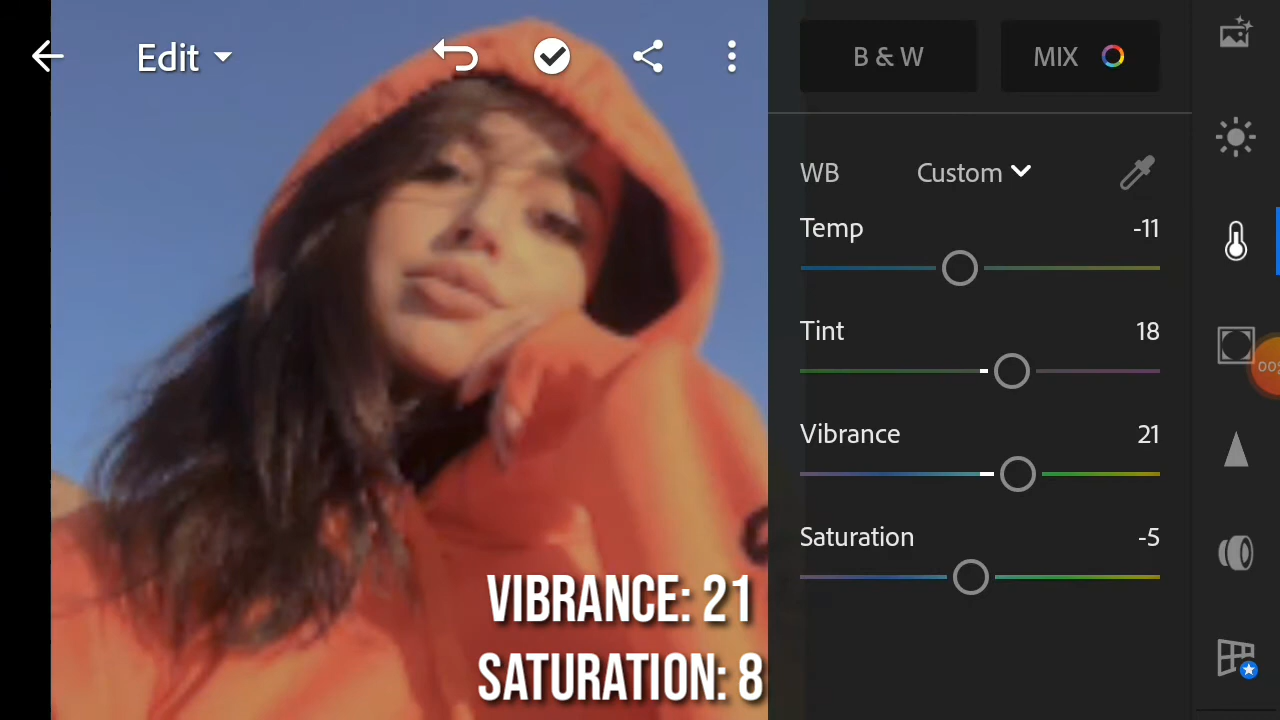 Edit
B & W
MIX
WB Custom
Temp -11
Tint 18
Vibrance 21
Saturation -5
VIBRANCE: 21
SATURATION: 8